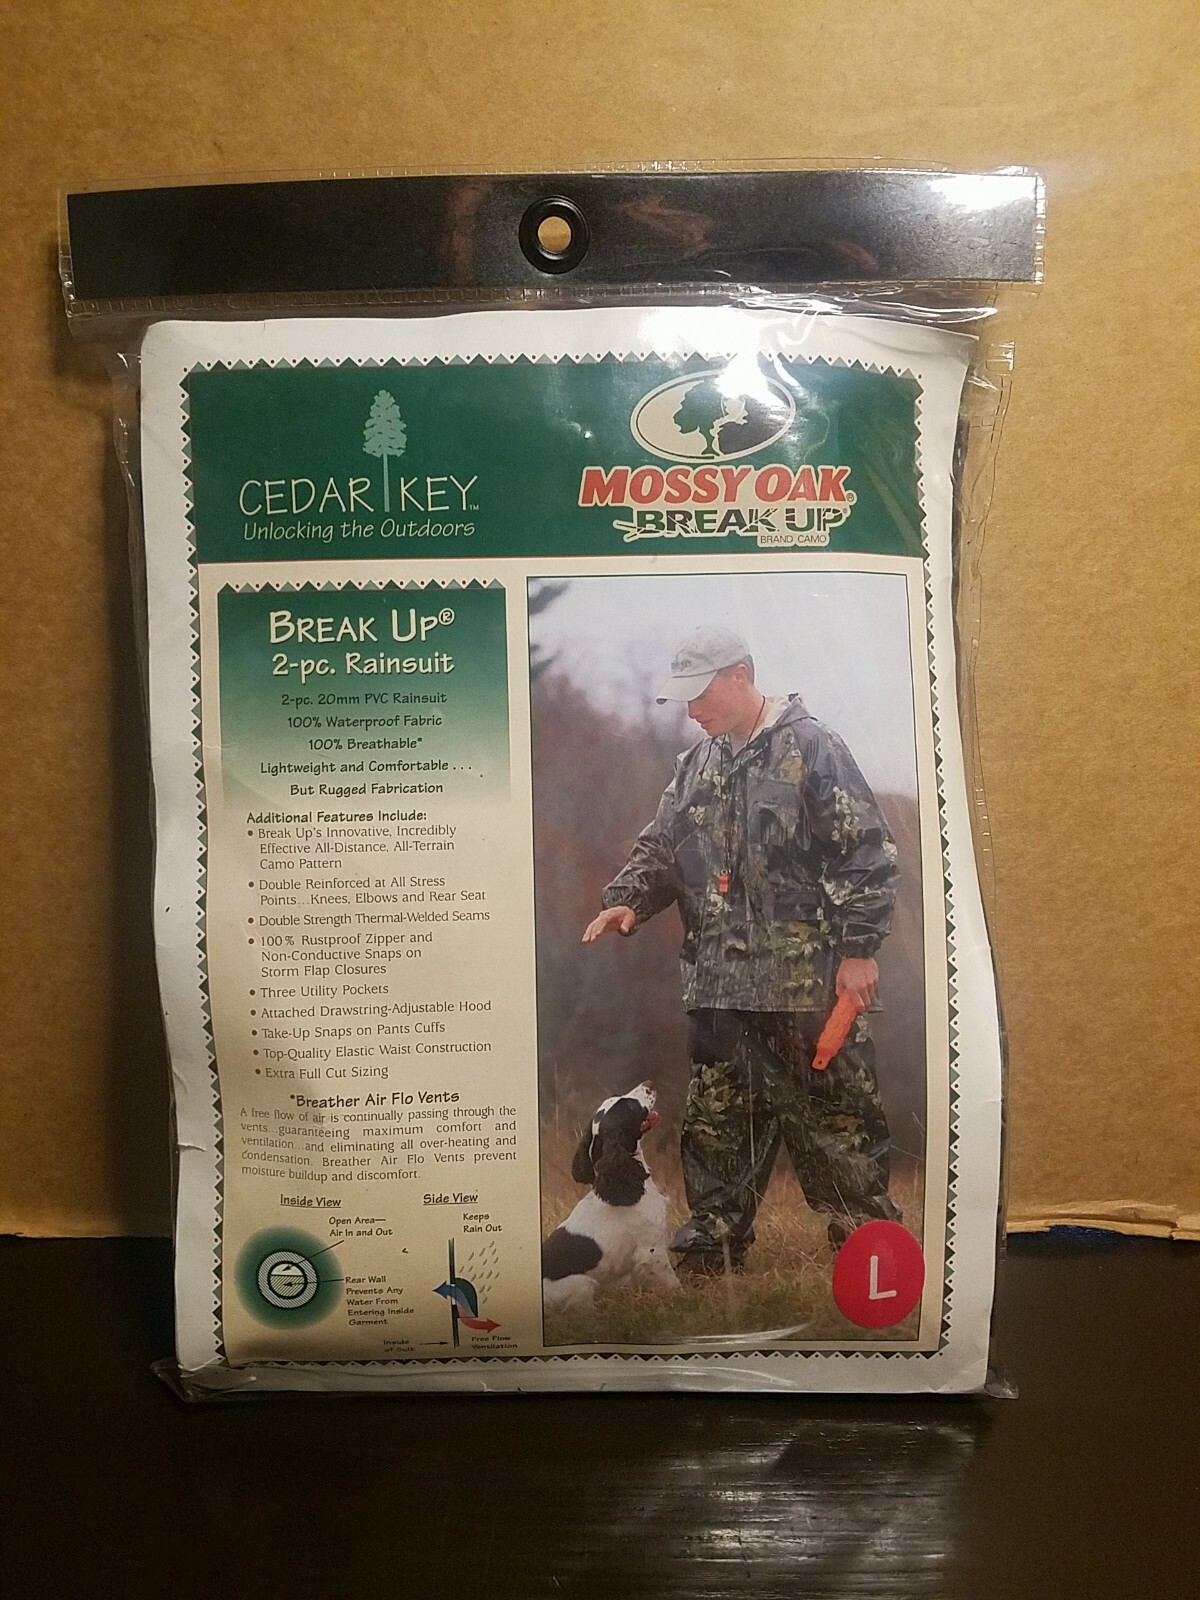 CEDAR KEY™
Unlocking the Outdoors
MOSSY OAK®
BREAK UP®
BRAND CAMO
BREAK UP®
2-pc. Rainsuit
2-pc. 20mm PVC Rainsuit
100% Waterproof Fabric
100% Breathable*
Lightweight and Comfortable . . .
But Rugged Fabrication
Additional Features Include:
• Break Up's Innovative, Incredibly
Effective All-Distance, All-Terrain
Camo Pattern
• Double Reinforced at All Stress
Points...Knees, Elbows and Rear Seat
• Double Strength Thermal-Welded Seams
• 100% Rustproof Zipper and
Non-Conductive Snaps on
Storm Flap Closures
• Three Utility Pockets
• Attached Drawstring-Adjustable Hood
• Take-Up Snaps on Pants Cuffs
• Top-Quality Elastic Waist Construction
• Extra Full Cut Sizing
*Breather Air Flo Vents
A free flow of air is continually passing through the
vents...guaranteeing maximum comfort and
ventilation...and eliminating all over-heating and
condensation. Breather Air Flo Vents prevent
moisture buildup and discomfort.
Inside View
Side View
Open Area—
Air In and Out
Keeps
Rain Out
Rear Wall
Prevents Any
Water From
Entering Inside
Garment
Inside
of Suit
Free Flow
Ventilation
L